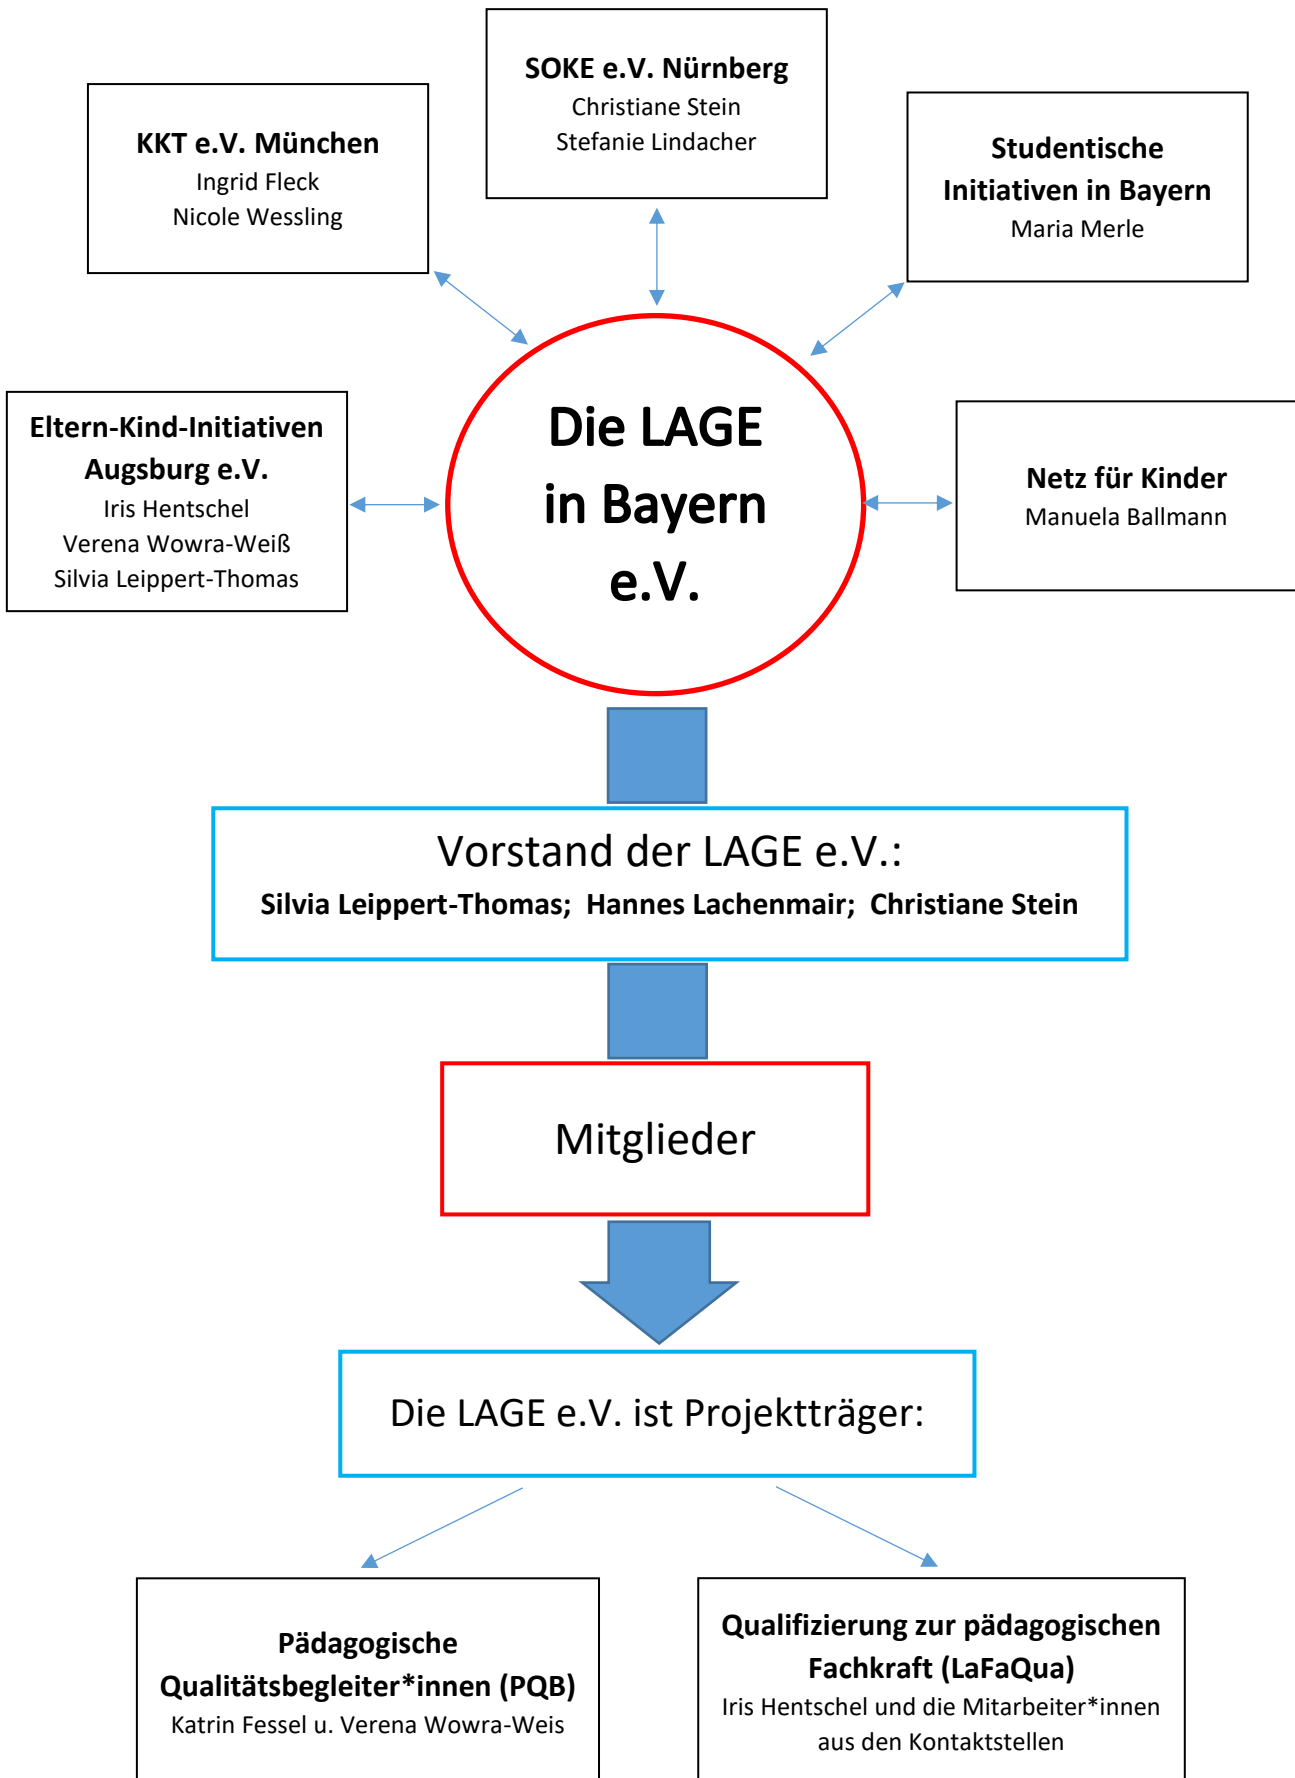 SOKE e.V. Nürnberg
Christiane Stein
Stefanie Lindacher
KKT e.V. München
Ingrid Fleck
Nicole Wessling
Studentische
Initiativen in Bayern
Maria Merle
Eltern-Kind-Initiativen
Augsburg e.V.
Iris Hentschel
Verena Wowra-Weiß
Silvia Leippert-Thomas
Die LAGE
in Bayern
e.V.
Netz für Kinder
Manuela Ballmann
Vorstand der LAGE e.V.:
Silvia Leippert-Thomas; Hannes Lachenmair; Christiane Stein
Mitglieder
Die LAGE e.V. ist Projektträger:
Pädagogische
Qualitätsbegleiter*innen (PQB)
Katrin Fessel u. Verena Wowra-Weis
Qualifizierung zur pädagogischen
Fachkraft (LaFaQua)
Iris Hentschel und die Mitarbeiter*innen
aus den Kontaktstellen